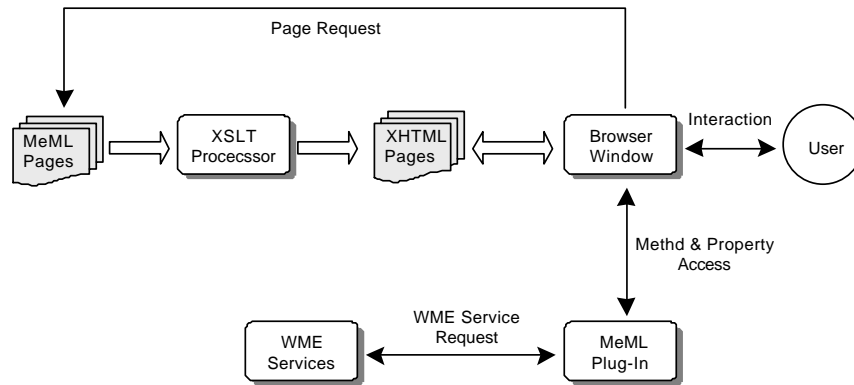 Page Request
MeML
Pages
XSLT
Procecssor
XHTML
Pages
Browser
Window
Interaction
User
Methd & Property
Access
WME
Services
WME Service
Request
MeML
Plug-In